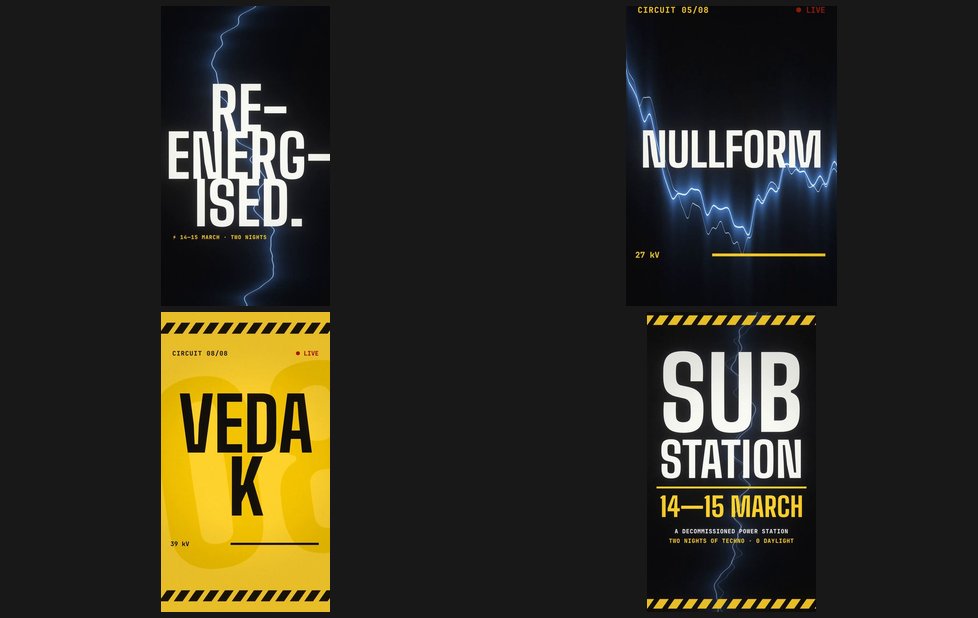 RE-
ENERG-
ISED.
14—15 MARCH · TWO NIGHTS
CIRCUIT 05/08
LIVE
NULLFORM
27 kV
CIRCUIT 08/08
LIVE
08
VEDA
K
39 kV
SUB
STATION
14—15 MARCH
A DECOMMISSIONED POWER STATION
TWO NIGHTS OF TECHNO · 0 DAYLIGHT